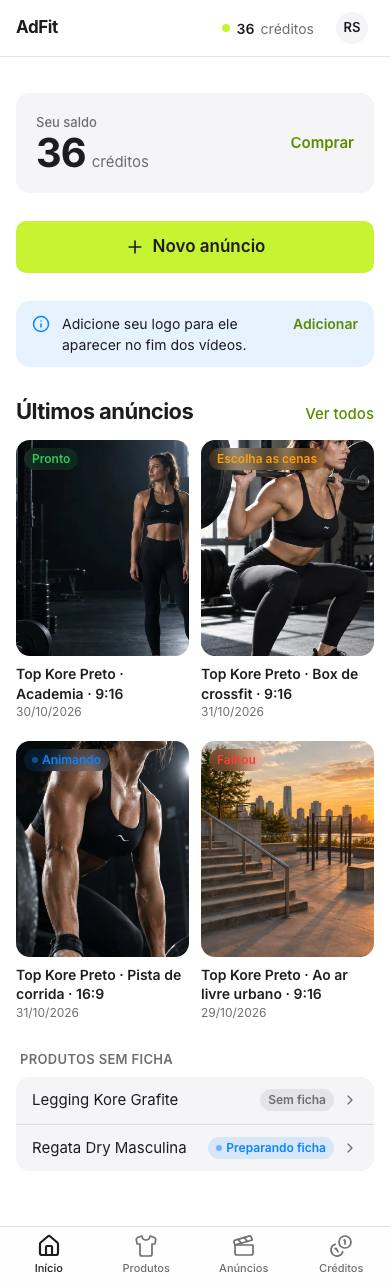 AdFit
36 créditos
RS
Seu saldo
36 créditos
Comprar
Novo anúncio
Adicione seu logo para ele
aparecer no fim dos vídeos.
Adicionar
Últimos anúncios
Ver todos
Pronto
Escolha as cenas
Top Kore Preto ·
Academia · 9:16
30/10/2026
Top Kore Preto · Box de
crossfit · 9:16
31/10/2026
Animando
Falhou
Top Kore Preto · Pista de
corrida · 16:9
31/10/2026
Top Kore Preto · Ao ar
livre urbano · 9:16
29/10/2026
PRODUTOS SEM FICHA
Legging Kore Grafite
Sem ficha
Regata Dry Masculina
Preparando ficha
Início
Produtos
Anúncios
Créditos